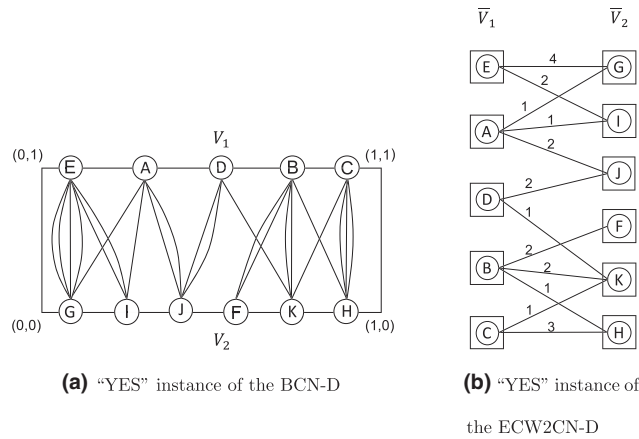 V̅₁ V̅₂
E 4 G
2
1
A 1 I
2
J
D 2
1
F
B 2
2 K
1
1
C 3 H
V₁
(0,1) E A D B C (1,1)
(0,0) G I J F K H (1,0)
V₂
(a) "YES" instance of the BCN-D
(b) "YES" instance of
the ECW2CN-D